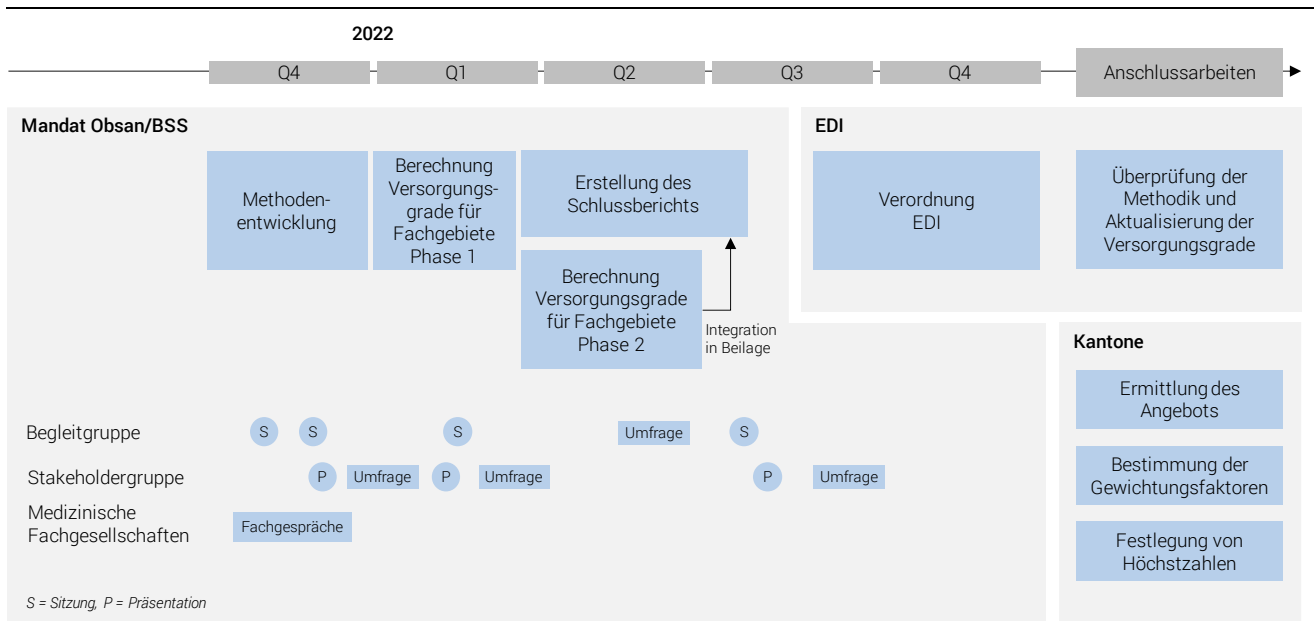 2022
Q4
Q1
Q2
Q3
Q4
Anschlussarbeiten
Mandat Obsan/BSS
Methoden-
entwicklung
Berechnung
Versorgungs-
grade für
Fachgebiete
Phase 1
Erstellung des
Schlussberichts
Berechnung
Versorgungsgrade
für Fachgebiete
Phase 2
Integration
in Beilage
EDI
Verordnung
EDI
Überprüfung der
Methodik und
Aktualisierung der
Versorgungsgrade
Kantone
Ermittlung des
Angebots
Bestimmung der
Gewichtungsfaktoren
Festlegung von
Höchstzahlen
Begleitgruppe
S
S
S
Umfrage
S
Stakeholdergruppe
P
Umfrage
P
Umfrage
P
Umfrage
Medizinische
Fachgesellschaften
Fachgespräche
S = Sitzung, P = Präsentation